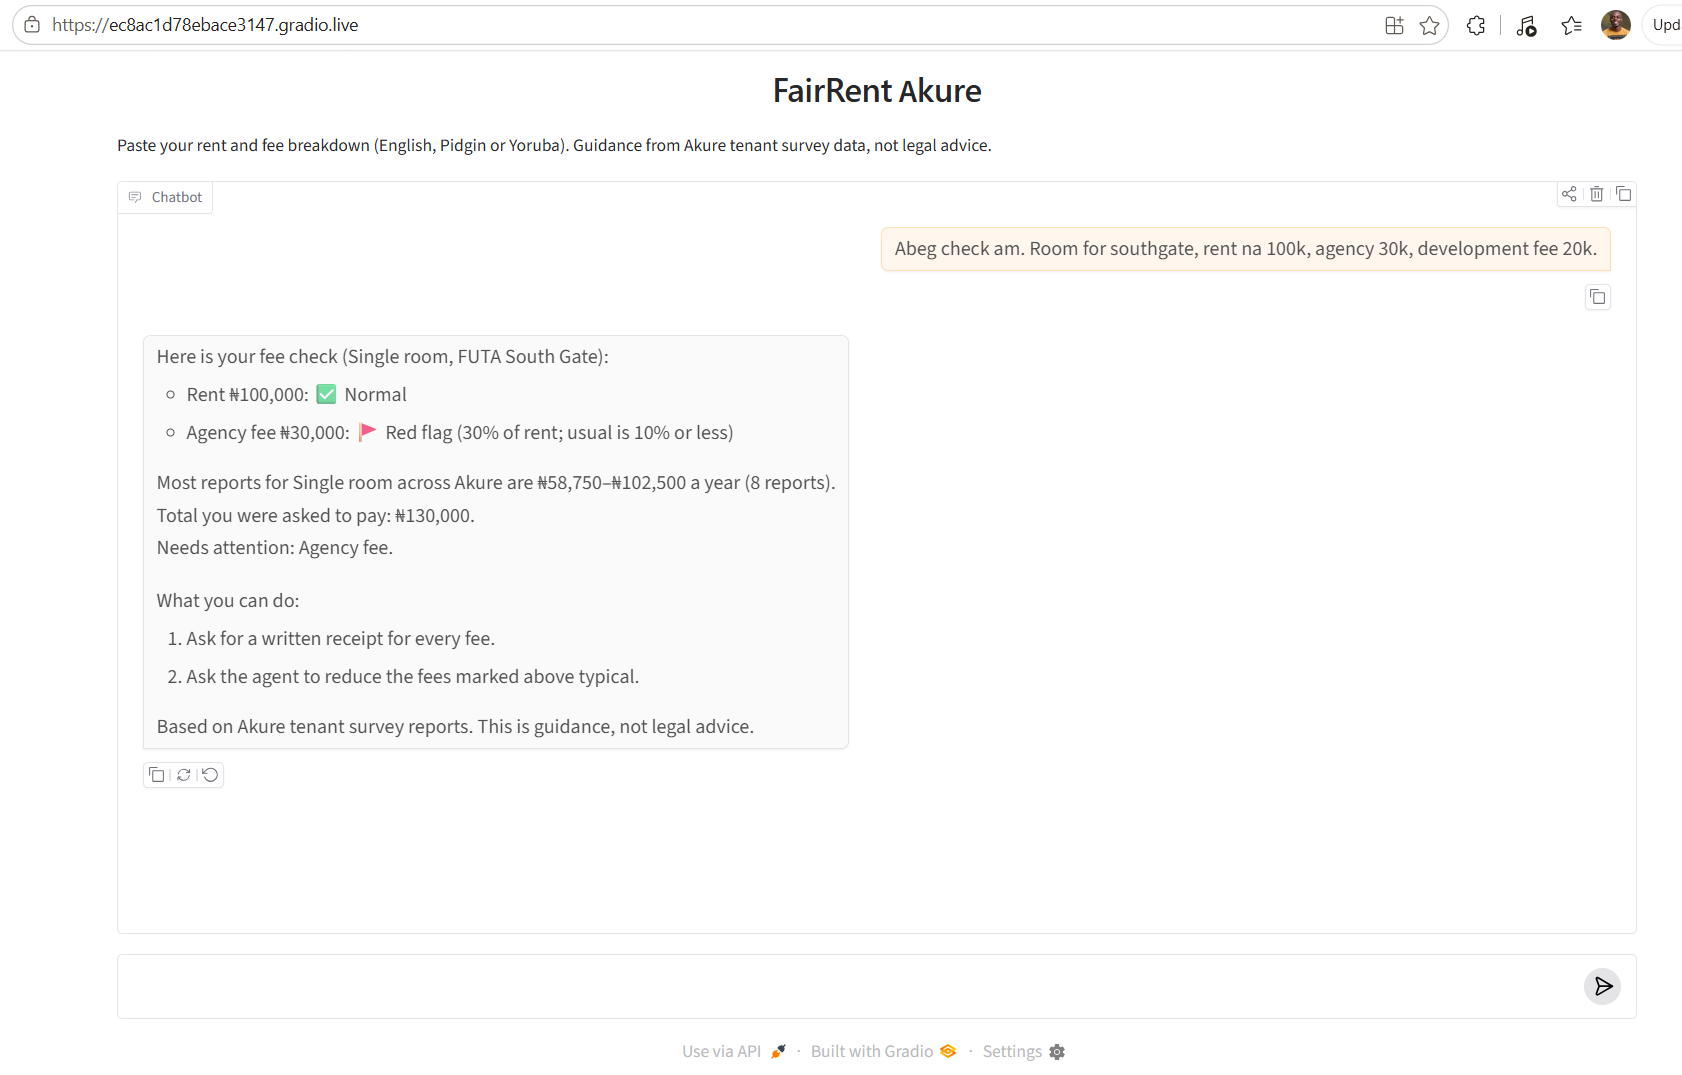 https://ec8ac1d78ebace3147.gradio.live
Upd
FairRent Akure
Paste your rent and fee breakdown (English, Pidgin or Yoruba). Guidance from Akure tenant survey data, not legal advice.
Chatbot
Abeg check am. Room for southgate, rent na 100k, agency 30k, development fee 20k.
Here is your fee check (Single room, FUTA South Gate):
Rent ₦100,000: ✅ Normal
Agency fee ₦30,000: 🚩 Red flag (30% of rent; usual is 10% or less)
Most reports for Single room across Akure are ₦58,750–₦102,500 a year (8 reports).
Total you were asked to pay: ₦130,000.
Needs attention: Agency fee.
What you can do:
1. Ask for a written receipt for every fee.
2. Ask the agent to reduce the fees marked above typical.
Based on Akure tenant survey reports. This is guidance, not legal advice.
Use via API · Built with Gradio · Settings